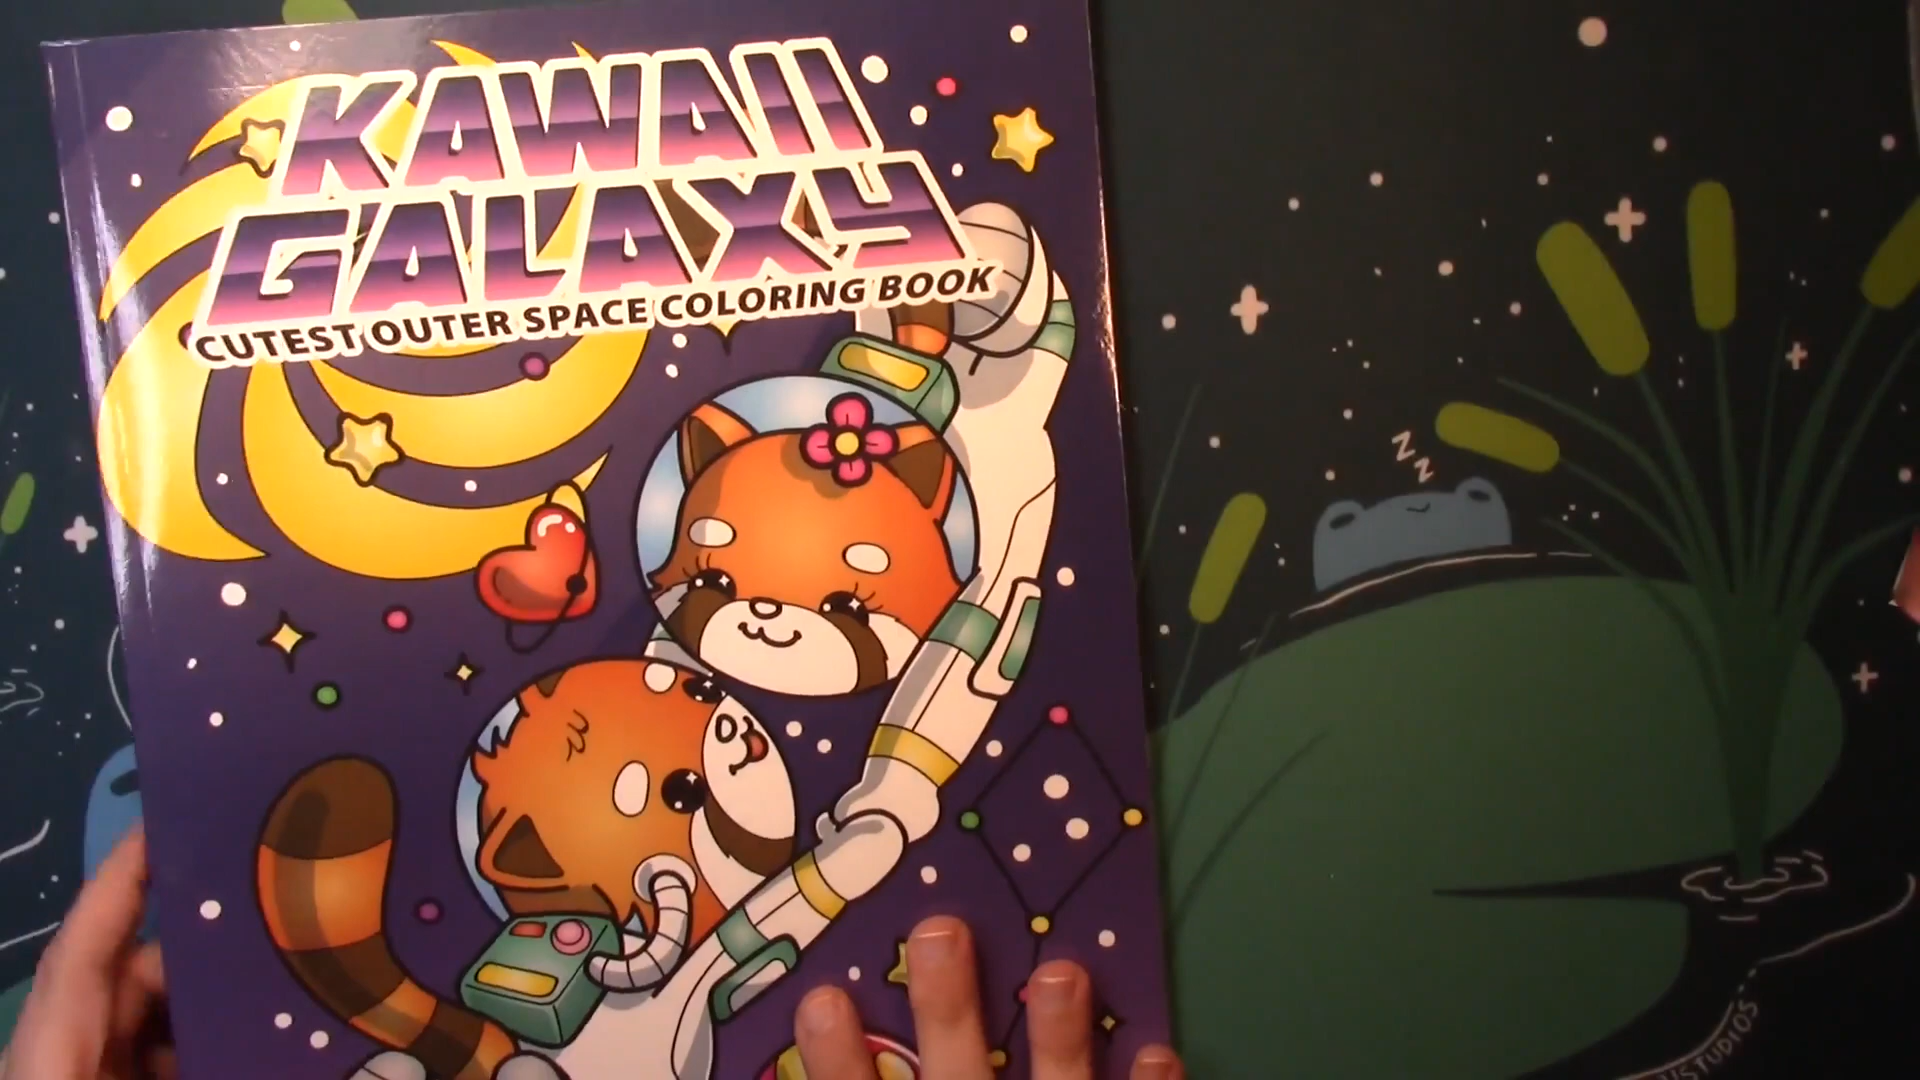 KAWAII
GALAXY
CUTEST OUTER SPACE COLORING BOOK
Z
Z